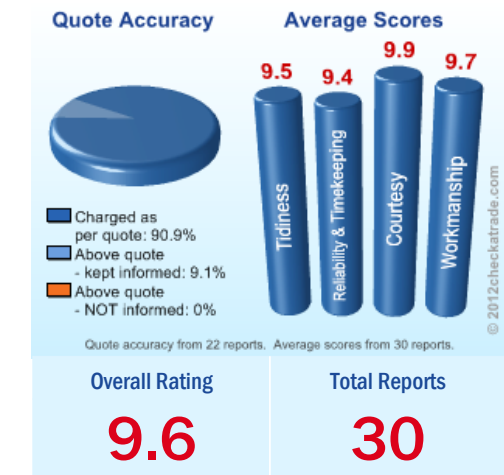 Quote Accuracy
Average Scores
9.5
9.4
9.9
9.7
Tidiness
Reliability & Timekeeping
Courtesy
Workmanship
Charged as
per quote: 90.9%
Above quote
- kept informed: 9.1%
Above quote
- NOT informed: 0%
© 2012checkatrade.com
Quote accuracy from 22 reports. Average scores from 30 reports.
Overall Rating
Total Reports
9.6
30